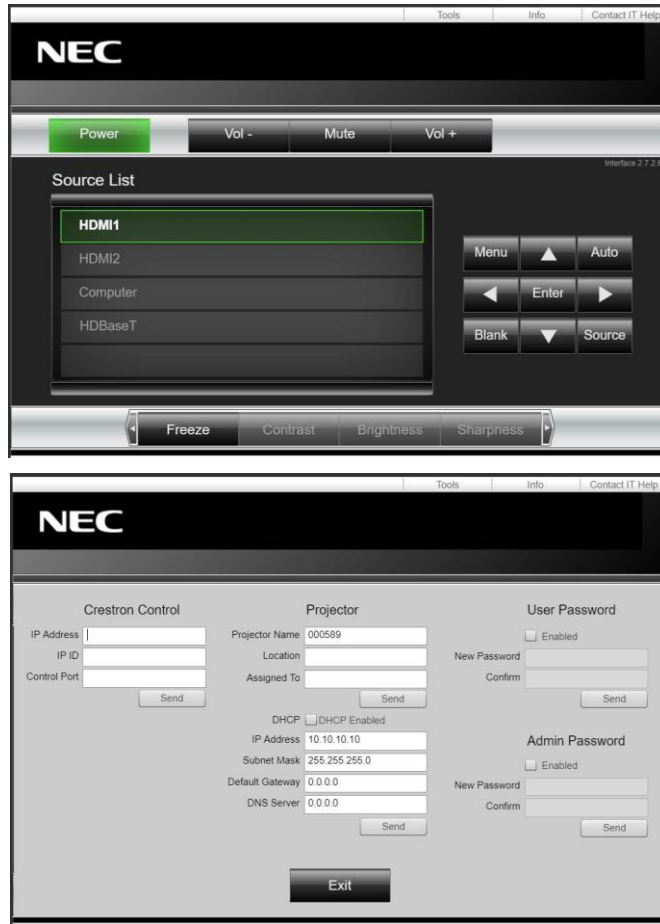 Tools Info Contact IT Help
NEC
Power Vol - Mute Vol +
Interface 2.7.2.6
Source List
HDMI1
HDMI2
Computer
HDBaseT
Menu Auto
Enter
Blank Source
Freeze Contrast Brightness Sharpness
Tools Info Contact IT Help
NEC
Crestron Control Projector User Password
IP Address Projector Name 000589 Enabled
IP ID Location New Password
Control Port Assigned To Confirm
Send Send Send
DHCP DHCP Enabled
IP Address 10.10.10.10 Admin Password
Subnet Mask 255.255.255.0 Enabled
Default Gateway 0.0.0.0 New Password
DNS Server 0.0.0.0 Confirm
Send Send
Exit